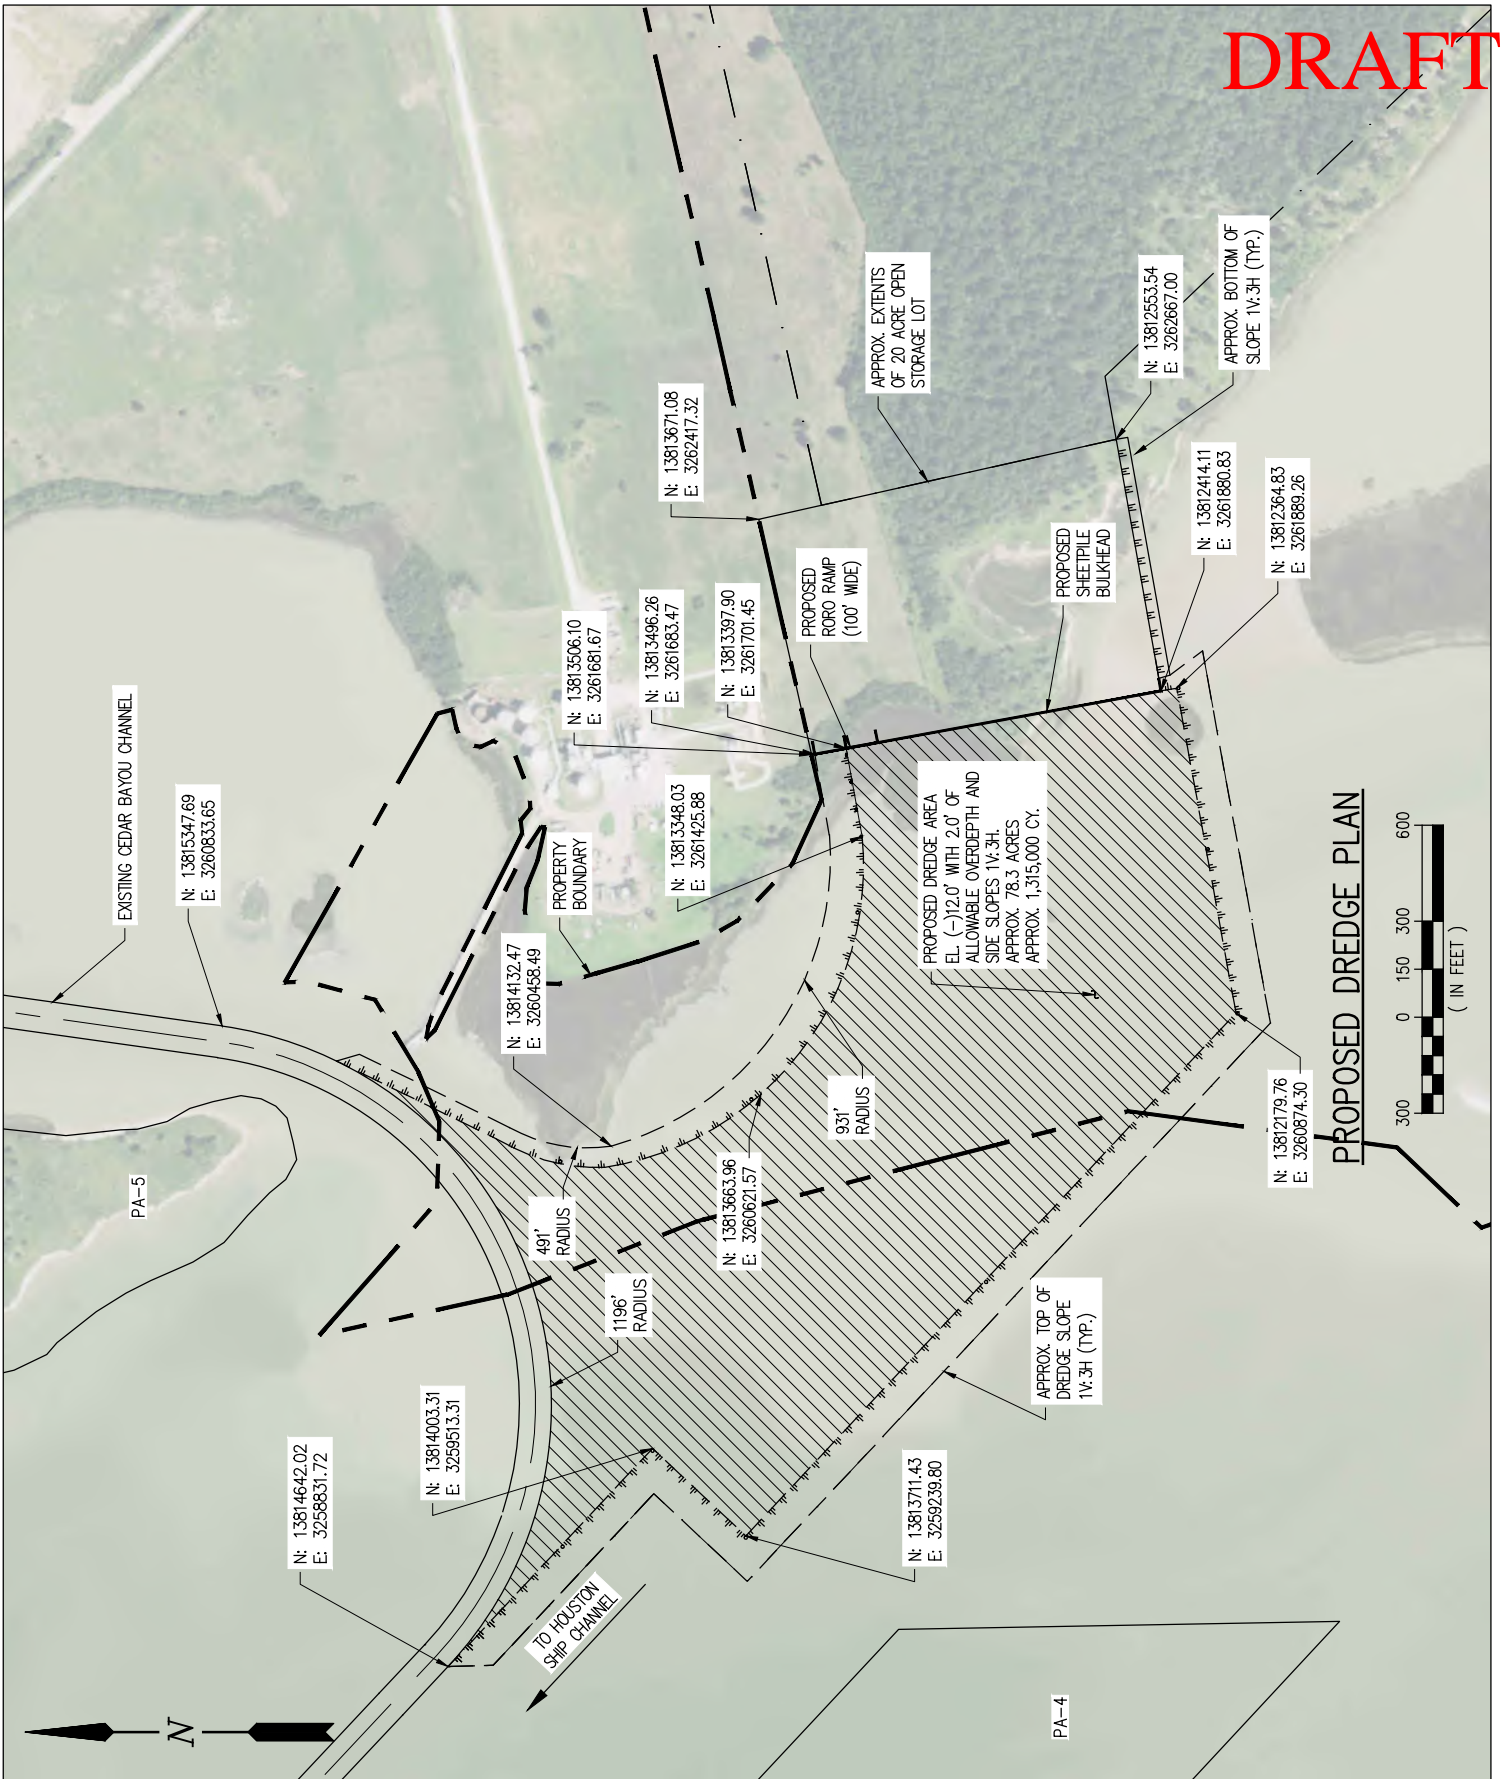 DRAFT
EXISTING CEDAR BAYOU CHANNEL
N: 13815347.69
E: 3260833.65
PA-5
N: 13814642.02
E: 3258831.72
N: 13814003.31
E: 3259513.31
N: 13814132.47
E: 3260458.49
PROPERTY
BOUNDARY
N: 13813506.10
E: 3261681.67
N: 13813496.26
E: 3261683.47
N: 13813397.90
E: 3261701.45
N: 13813671.08
E: 3262417.32
PROPOSED
RORO RAMP
(100' WIDE)
APPROX. EXTENTS
OF 20 ACRE OPEN
STORAGE LOT
N: 13812553.54
E: 3262667.00
APPROX. BOTTOM OF
SLOPE 1V:3H (TYP.)
N: 13812414.11
E: 3261880.83
N: 13812364.83
E: 3261889.26
PROPOSED
SHEETPILE
BULKHEAD
N: 13813348.03
E: 3261425.88
PROPOSED DREDGE AREA
EL. (-)12.0' WITH 2.0' OF
ALLOWABLE OVERDEPTH AND
SIDE SLOPES 1V:3H.
APPROX. 78.3 ACRES
APPROX. 1,315,000 CY.
931'
RADIUS
491'
RADIUS
1196'
RADIUS
N: 13813663.96
E: 3260621.57
N: 13812179.76
E: 3260874.30
APPROX. TOP OF
DREDGE SLOPE
1V:3H (TYP.)
N: 13813711.43
E: 3259239.80
TO HOUSTON
SHIP CHANNEL
N
PA-4
PROPOSED DREDGE PLAN
300 0 150 300 600
( IN FEET )